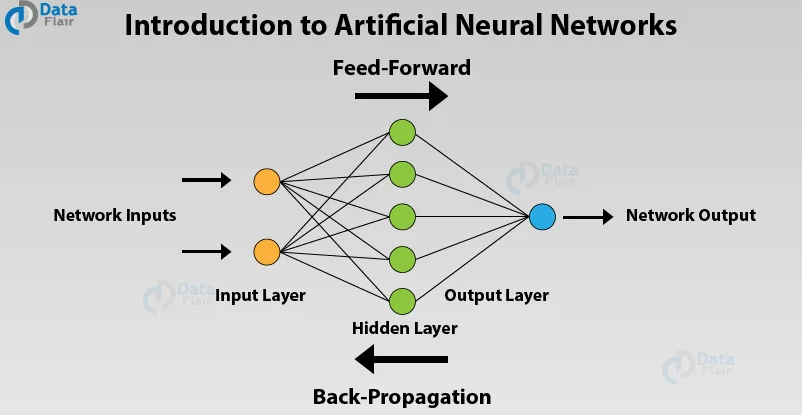 Data
Flair
Introduction to Artificial Neural Networks
Feed-Forward
Data
Flair
Network Inputs
Network Output
Input Layer
Output Layer
Data
Flair
Hidden Layer
Data
Flair
Back-Propagation